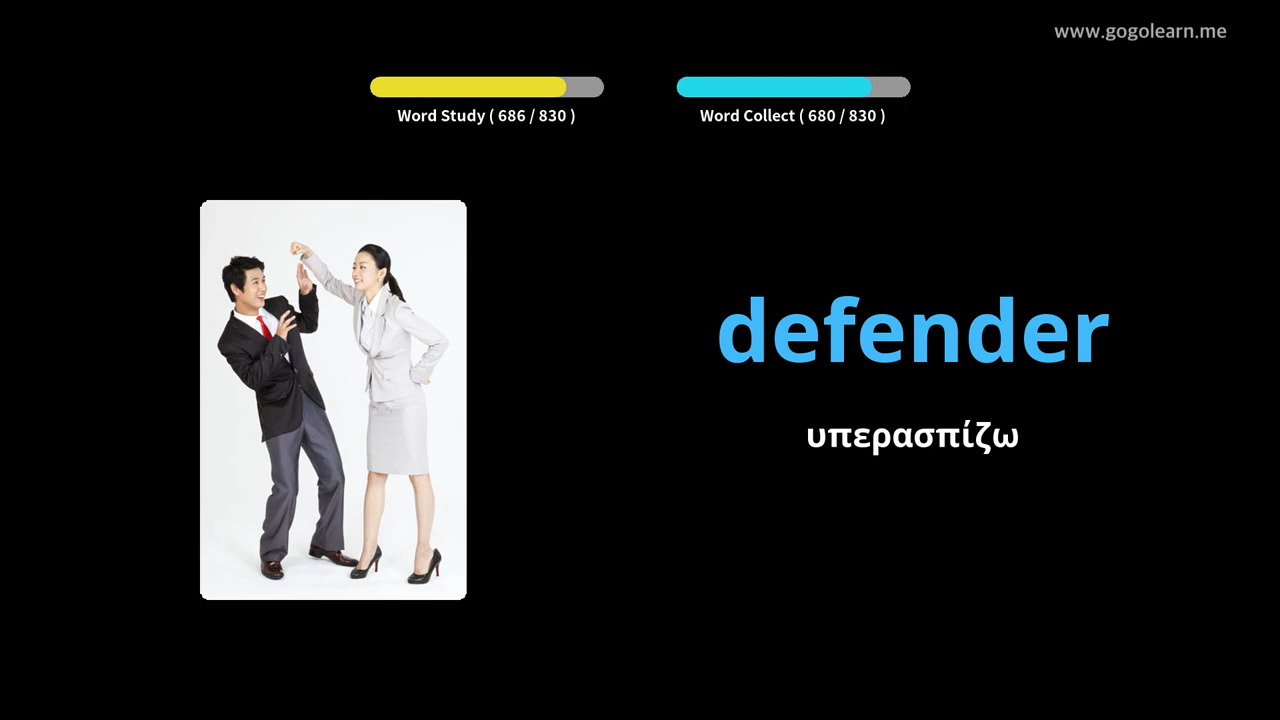 www.gogolearn.me
Word Study ( 686 / 830 )
Word Collect ( 680 / 830 )
defender
υπερασπίζω